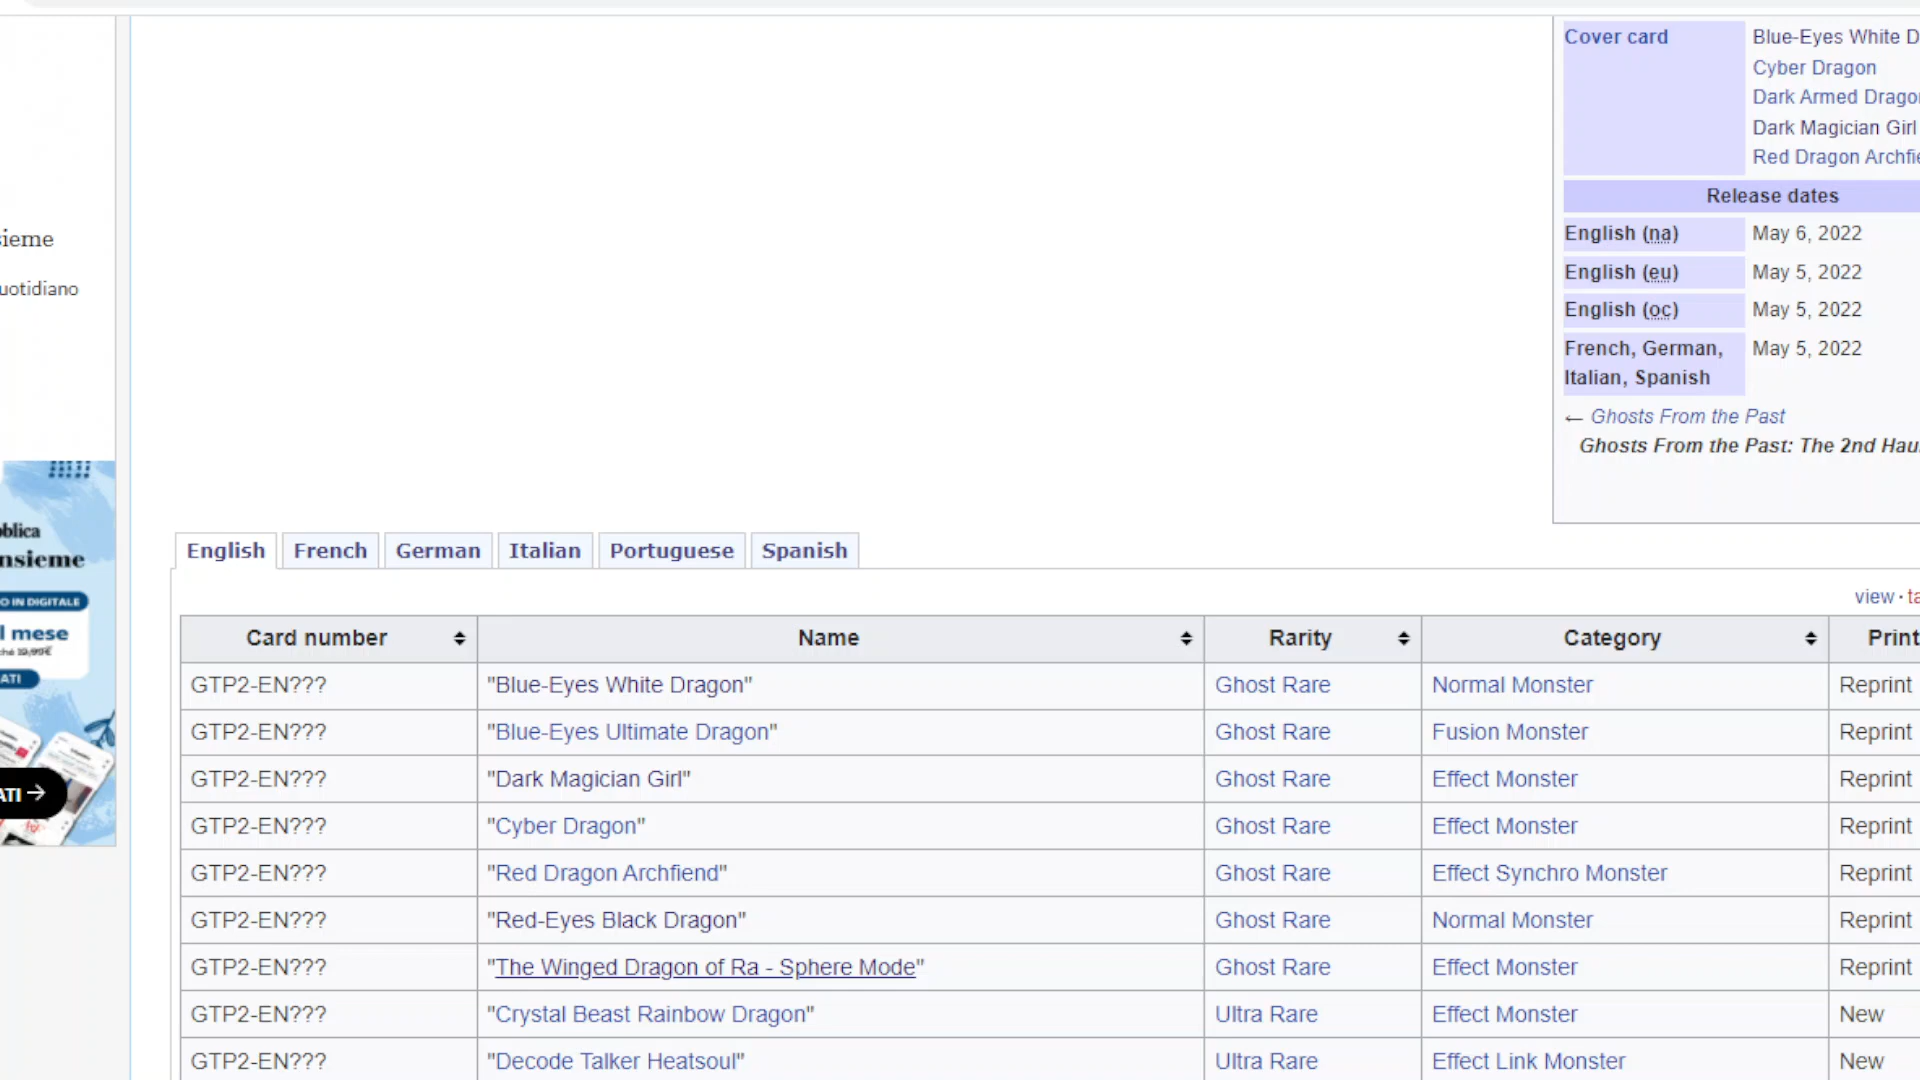 Cover card
Blue-Eyes White D
Cyber Dragon
Dark Armed Drago
Dark Magician Girl
Red Dragon Archfie
Release dates
English (na) May 6, 2022
English (eu) May 5, 2022
English (oc) May 5, 2022
French, German, May 5, 2022
Italian, Spanish
← Ghosts From the Past
Ghosts From the Past: The 2nd Hau
sieme
uotidiano
blica
nsieme
O IN DIGITALE
l mese
ATI
ATI →
English French German Italian Portuguese Spanish
view · ta
Card number Name Rarity Category Print
GTP2-EN??? "Blue-Eyes White Dragon" Ghost Rare Normal Monster Reprint
GTP2-EN??? "Blue-Eyes Ultimate Dragon" Ghost Rare Fusion Monster Reprint
GTP2-EN??? "Dark Magician Girl" Ghost Rare Effect Monster Reprint
GTP2-EN??? "Cyber Dragon" Ghost Rare Effect Monster Reprint
GTP2-EN??? "Red Dragon Archfiend" Ghost Rare Effect Synchro Monster Reprint
GTP2-EN??? "Red-Eyes Black Dragon" Ghost Rare Normal Monster Reprint
GTP2-EN??? "The Winged Dragon of Ra - Sphere Mode" Ghost Rare Effect Monster Reprint
GTP2-EN??? "Crystal Beast Rainbow Dragon" Ultra Rare Effect Monster New
GTP2-EN??? "Decode Talker Heatsoul" Ultra Rare Effect Link Monster New